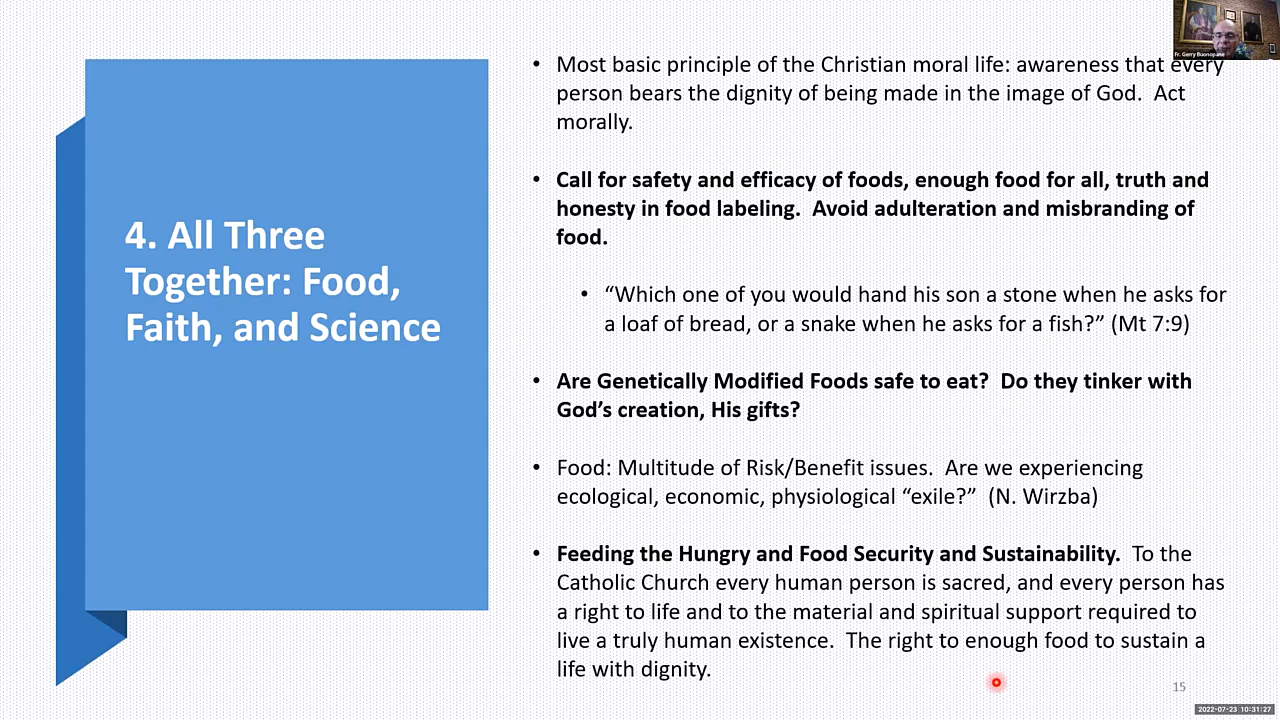 Fr. Gerry Buonopane
4. All Three
Together: Food,
Faith, and Science
• Most basic principle of the Christian moral life: awareness that every
person bears the dignity of being made in the image of God.  Act
morally.
• Call for safety and efficacy of foods, enough food for all, truth and
honesty in food labeling.  Avoid adulteration and misbranding of
food.
• “Which one of you would hand his son a stone when he asks for
a loaf of bread, or a snake when he asks for a fish?” (Mt 7:9)
• Are Genetically Modified Foods safe to eat?  Do they tinker with
God’s creation, His gifts?
• Food: Multitude of Risk/Benefit issues.  Are we experiencing
ecological, economic, physiological “exile?”  (N. Wirzba)
• Feeding the Hungry and Food Security and Sustainability.  To the
Catholic Church every human person is sacred, and every person has
a right to life and to the material and spiritual support required to
live a truly human existence.  The right to enough food to sustain a
life with dignity.
15
2022-07-23 10:31:27